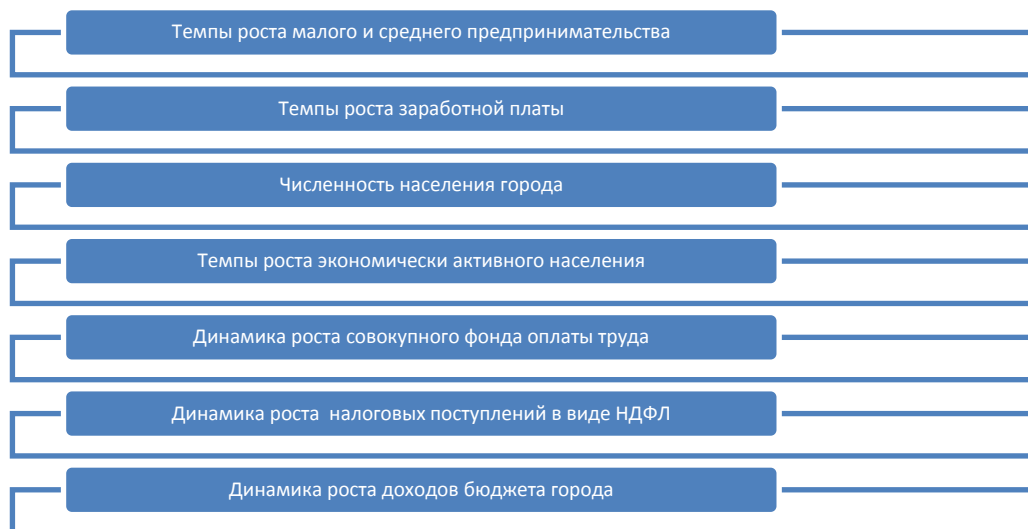 Темпы роста малого и среднего предпринимательства
Темпы роста заработной платы
Численность населения города
Темпы роста экономически активного населения
Динамика роста совокупного фонда оплаты труда
Динамика роста  налоговых поступлений в виде НДФЛ
Динамика роста доходов бюджета города